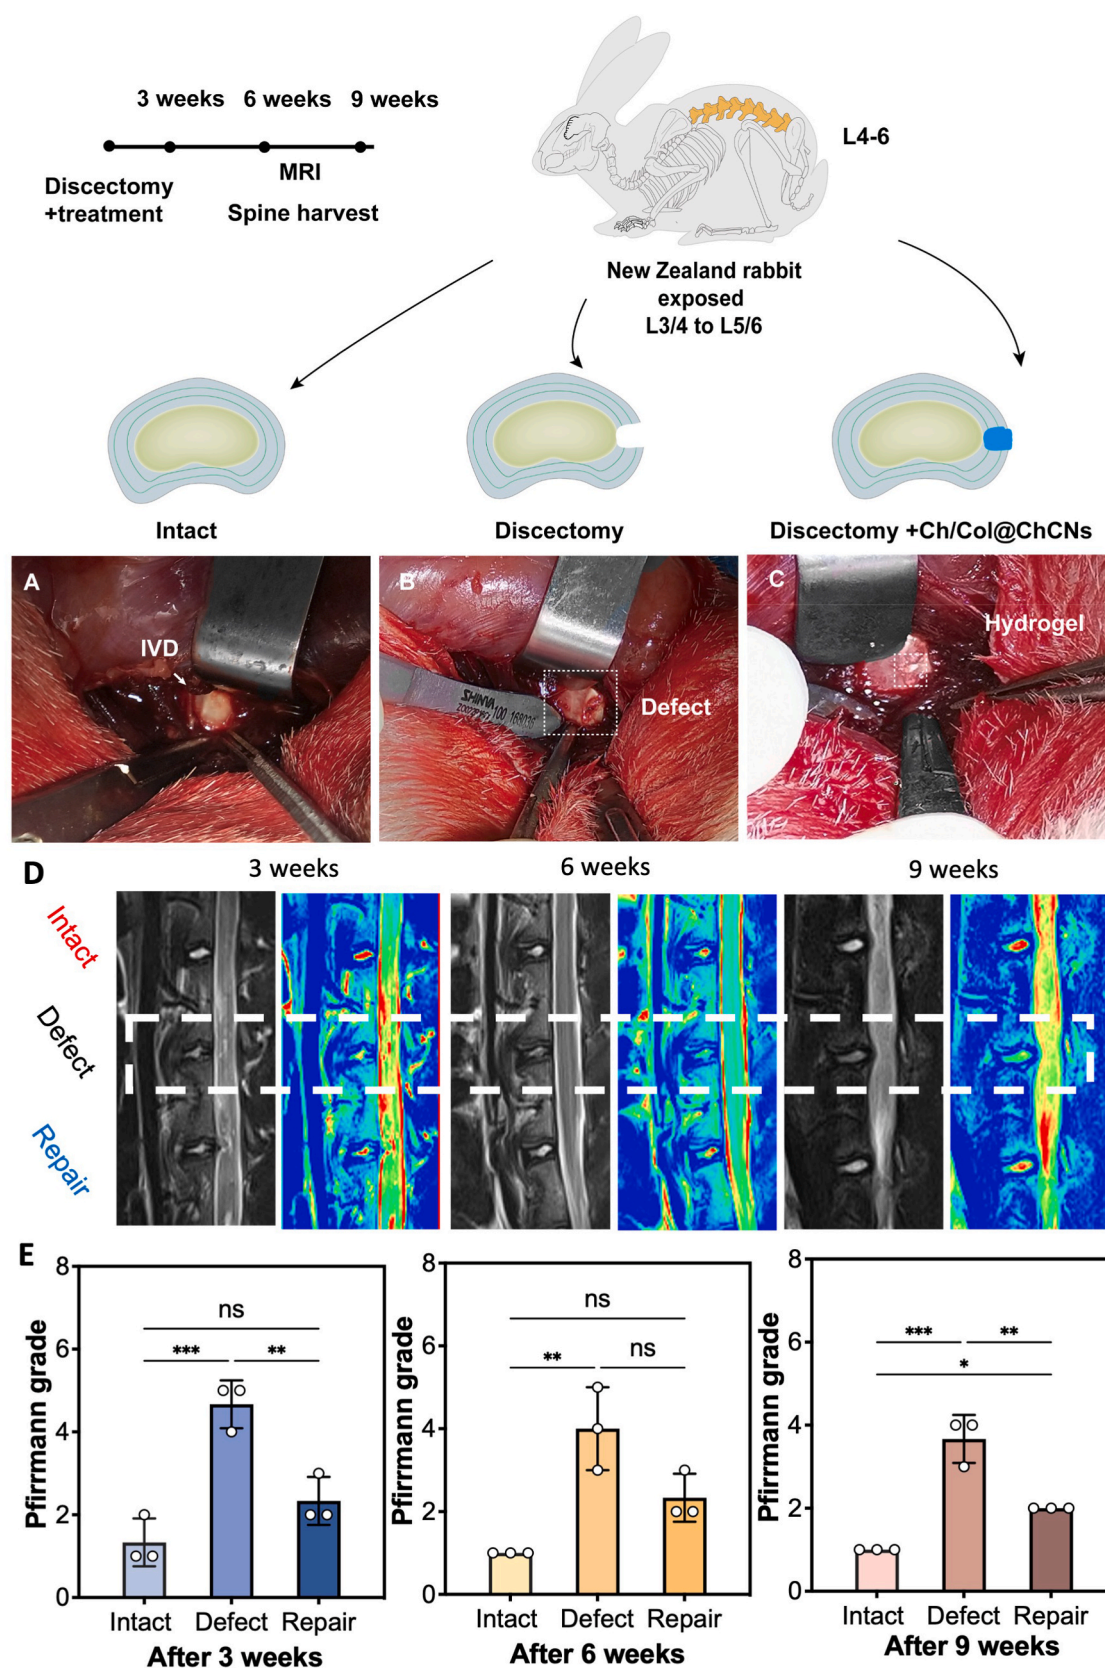 3 weeks 6 weeks 9 weeks
MRI
Discectomy
+treatment
Spine harvest
L4-6
New Zealand rabbit
exposed
L3/4 to L5/6
Intact
Discectomy
Discectomy +Ch/Col@ChCNs
A
IVD
B
SHINVA
Defect
C
Hydrogel
D
3 weeks
6 weeks
9 weeks
Intact
Defect
Repair
E
Pfirrmann grade
8
6
4
2
0
ns
***
**
Intact Defect Repair
After 3 weeks
Pfirrmann grade
8
6
4
2
0
ns
**
ns
Intact Defect Repair
After 6 weeks
Pfirrmann grade
8
6
4
2
0
***
**
*
Intact Defect Repair
After 9 weeks